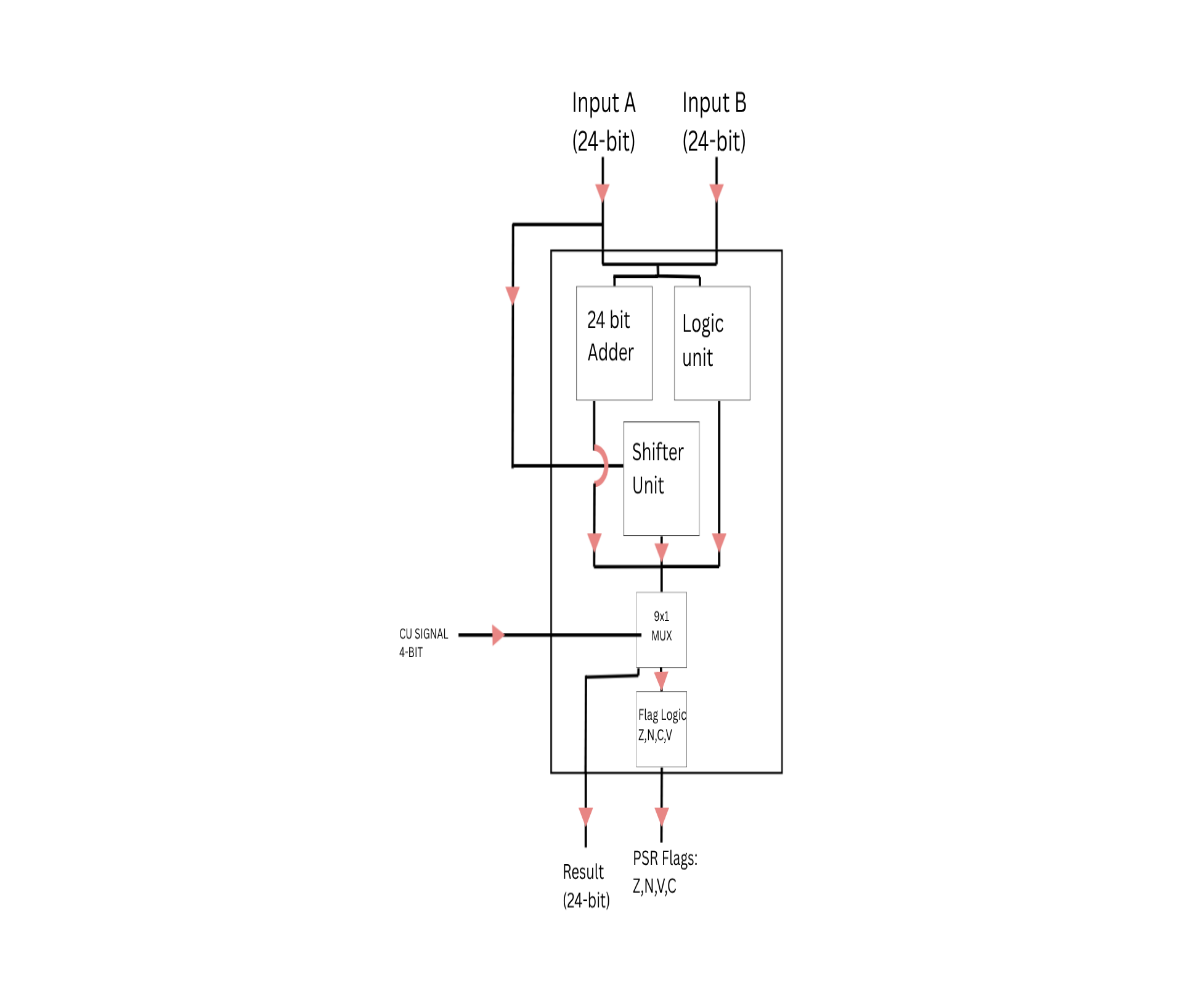 Input A
(24-bit)
Input B
(24-bit)
24 bit
Adder
Logic
unit
Shifter
Unit
9x1
MUX
CU SIGNAL
4-BIT
Flag Logic
Z,N,C,V
Result
(24-bit)
PSR Flags:
Z,N,V,C